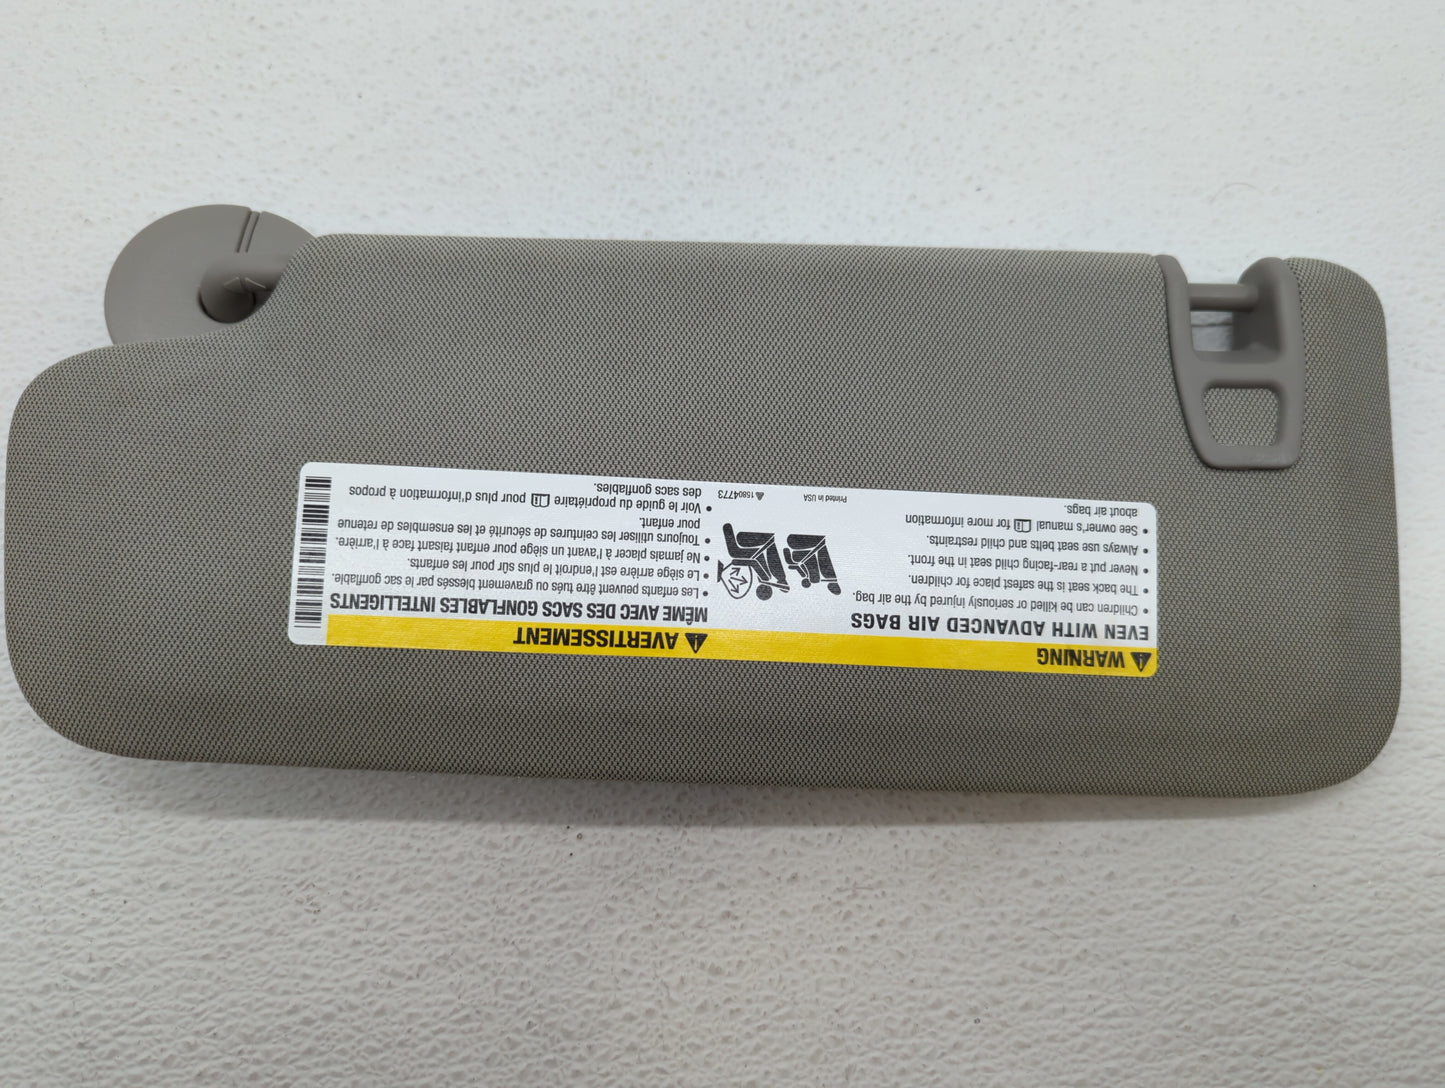 ⚠ WARNING
EVEN WITH ADVANCED AIR BAGS
• Children can be killed or seriously injured by the air bag.
• The back seat is the safest place for children.
• Never put a rear-facing child seat in the front.
• Always use seat belts and child restraints.
• See owner's manual for more information
about air bags.
Printed in USA
⚠ 15804773
⚠ AVERTISSEMENT
MÊME AVEC DES SACS GONFLABLES INTELLIGENTS
• Les enfants peuvent être tués ou gravement blessés par le sac gonflable.
• Le siège arrière est l'endroit le plus sûr pour les enfants.
• Ne jamais placer à l'avant un siège pour enfant faisant face à l'arrière.
• Toujours utiliser les ceintures de sécurité et les ensembles de retenue
pour enfant.
• Voir le guide du propriétaire pour plus d'information à propos
des sacs gonflables.